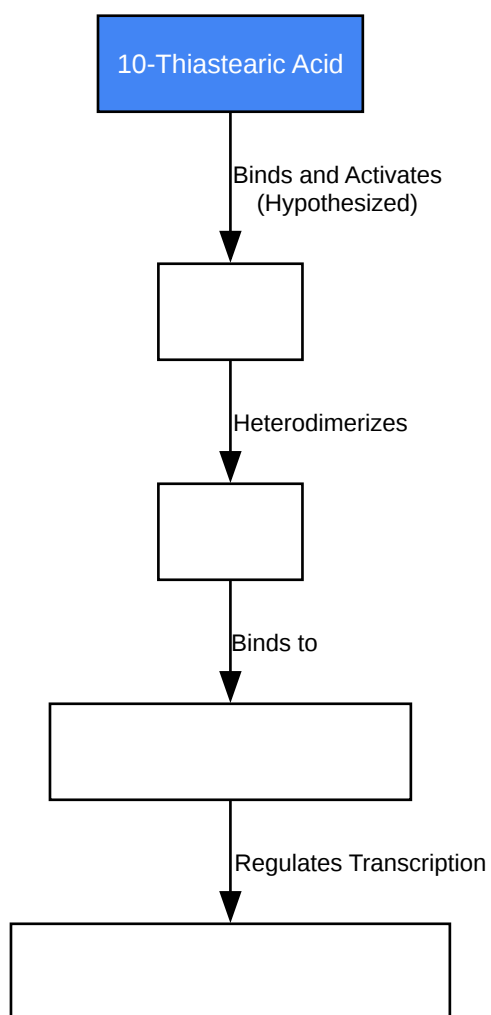 10-Thiastearic Acid
Binds and Activates
(Hypothesized)
Heterodimerizes
Binds to
Regulates Transcription